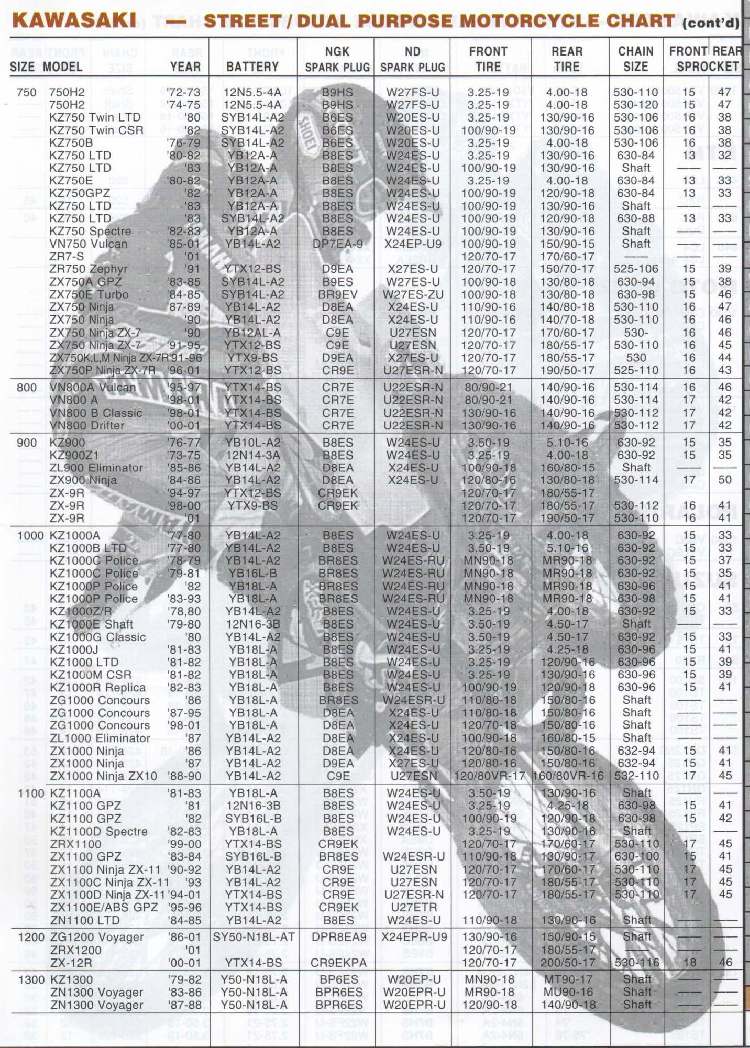 KAWASAKI — STREET / DUAL PURPOSE MOTORCYCLE CHART (cont'd)
NGK ND FRONT REAR CHAIN FRONT REAR
SIZE MODEL YEAR BATTERY SPARK PLUG SPARK PLUG TIRE TIRE SIZE SPROCKET
750 750H2 '72-73 12N5.5-4A B9HS W27FS-U 3.25-19 4.00-18 530-110 15 47
750H2 '74-75 12N5.5-4A B9HS W27FS-U 3.25-19 4.00-18 530-120 15 47
KZ750 Twin LTD '80 SYB14L-A2 B6ES W20ES-U 3.25-19 130/90-16 530-106 16 38
KZ750 Twin CSR '82 SYB14L-A2 B6ES W20ES-U 100/90-19 130/90-16 530-106 16 38
KZ750B '76-79 SYB14L-A2 B6ES W20ES-U 3.25-19 4.00-18 530-106 16 38
KZ750 LTD '80-82 YB12A-A B8ES W24ES-U 3.25-19 130/90-16 630-84 13 32
KZ750 LTD '83 YB12A-A B8ES W24ES-U 100/90-19 130/90-16 Shaft — —
KZ750E '80-82 YB12A-A B8ES W24ES-U 3.25-19 4.00-18 630-84 13 33
KZ750GPZ '82 YB12A-A B8ES W24ES-U 100/90-19 120/90-18 630-84 13 33
KZ750 LTD '83 YB12A-A B8ES W24ES-U 100/90-19 130/90-16 Shaft — —
KZ750 LTD '83 SYB14L-A2 B8ES W24ES-U 100/90-19 120/90-18 630-88 13 33
KZ750 Spectre '82-83 YB12A-A B8ES W24ES-U 100/90-19 130/90-16 Shaft — —
VN750 Vulcan '85-01 YB14L-A2 DP7EA-9 X24EP-U9 100/90-19 150/90-15 Shaft — —
ZR7-S '01 120/70-17 170/60-17 — — —
ZR750 Zephyr '91 YTX12-BS D9EA X27ES-U 120/70-17 150/70-17 525-106 15 39
ZX750A GPZ '83-85 SYB14L-A2 B9ES W27ES-U 100/90-18 130/80-18 630-94 15 38
ZX750E Turbo '84-85 SYB14L-A2 BR9EV W27ES-ZU 100/90-18 130/80-18 630-98 15 46
ZX750 Ninja '87-89 YB14L-A2 D8EA X24ES-U 110/90-16 140/80-18 530-110 16 47
ZX750 Ninja '90 YB14L-A2 D8EA X24ES-U 110/90-16 140/70-18 530-110 16 46
ZX750 Ninja ZX-7 '90 YB12AL-A C9E U27ESN 120/70-17 170/60-17 530- 16 46
ZX750 Ninja ZX-7 '91-95 YTX12-BS C9E U27ESN 120/70-17 180/55-17 530-110 15 45
ZX750K,L,M Ninja ZX-7R '91-96 YTX9-BS D9EA X27ES-U 120/70-17 180/55-17 530 16 44
ZX750P Ninja ZX-7R '96-01 YTX12-BS CR9E U27ESR-N 120/70-17 190/50-17 525-110 16 43
800 VN800A Vulcan '95-97 YTX14-BS CR7E U22ESR-N 80/90-21 140/90-16 530-114 16 46
VN800 A '98-01 YTX14-BS CR7E U22ESR-N 80/90-21 140/90-16 530-114 17 42
VN800 B Classic '98-01 YTX14-BS CR7E U22ESR-N 130/90-16 140/90-16 530-112 17 42
VN800 Drifter '00-01 YTX14-BS CR7E U22ESR-N 130/90-16 140/90-16 530-112 17 42
900 KZ900 '76-77 YB10L-A2 B8ES W24ES-U 3.50-19 5.10-16 630-92 15 35
KZ900Z1 '73-75 12N14-3A B8ES W24ES-U 3.25-19 4.00-18 630-92 15 35
ZL900 Eliminator '85-86 YB14L-A2 D8EA X24ES-U 100/90-18 160/80-15 Shaft — —
ZX900 Ninja '84-86 YB14L-A2 D8EA X24ES-U 120/80-16 130/80-18 530-114 17 50
ZX-9R '94-97 YTX12-BS CR9EK 120/70-17 180/55-17
ZX-9R '98-00 YTX9-BS CR9EK 120/70-17 180/55-17 530-112 16 41
ZX-9R '01 120/70-17 190/50-17 530-110 16 41
1000 KZ1000A '77-80 YB14L-A2 B8ES W24ES-U 3.25-19 4.00-18 630-92 15 33
KZ1000B LTD '77-80 YB14L-A2 B8ES W24ES-U 3.50-19 5.10-16 630-92 15 33
KZ1000C Police '78-79 YB14L-A2 BR8ES W24ES-RU MN90-18 MR90-18 630-92 15 37
KZ1000C Police '79-81 YB16L-B BR8ES W24ES-RU MN90-18 MR90-18 630-92 15 35
KZ1000P Police '82 YB18L-A BR8ES W24ES-RU MN90-18 MR90-18 630-96 15 41
KZ1000P Police '83-93 YB18L-A BR8ES W24ES-RU MN90-18 MR90-18 630-98 15 41
KZ1000Z/R '78,80 YB14L-A2 B8ES W24ES-U 3.25-19 4.00-18 630-92 15 33
KZ1000E Shaft '79-80 12N16-3B B8ES W24ES-U 3.50-19 4.50-17 Shaft — —
KZ1000G Classic '80 YB14L-A2 B8ES W24ES-U 3.50-19 4.50-17 630-92 15 33
KZ1000J '81-83 YB18L-A B8ES W24ES-U 3.25-19 4.25-18 630-96 15 41
KZ1000 LTD '81-82 YB18L-A B8ES W24ES-U 3.25-19 120/90-16 630-96 15 39
KZ1000M CSR '81-82 YB14L-A2 B8ES W24ES-U 3.25-19 130/90-16 630-96 15 39
KZ1000R Replica '82-83 YB18L-A B8ES W24ES-U 100/90-19 120/90-18 630-96 15 41
ZG1000 Concours '86 YB18L-A BR8ES W24ESR-U 110/80-18 150/80-16 Shaft — —
ZG1000 Concours '87-95 YB18L-A D8EA X24ES-U 110/80-18 150/80-16 Shaft — —
ZG1000 Concours '98-01 YB18L-A D8EA X24ES-U 120/70-18 150/80-16 Shaft — —
ZL1000 Eliminator '87 YB14L-A2 D8EA X24ES-U 100/90-18 160/80-15 Shaft — —
ZX1000 Ninja '86 YB14L-A2 D8EA X24ES-U 120/80-16 150/80-16 632-94 15 41
ZX1000 Ninja '87 YB14L-A2 D9EA X27ES-U 120/80-16 150/80-16 632-94 15 41
ZX1000 Ninja ZX10 '88-90 YB14L-A2 C9E U27ESN 120/80VR-17 160/60VR-16 532-110 17 45
1100 KZ1100A '81-83 YB18L-A B8ES W24ES-U 3.50-19 130/90-16 Shaft — —
KZ1100 GPZ '81 12N16-3B B8ES W24ES-U 3.25-19 4.25-18 630-98 15 41
KZ1100 GPZ '82 SYB16L-B B8ES W24ES-U 100/90-19 120/90-18 630-98 15 42
KZ1100D Spectre '82-83 YB18L-A B8ES W24ES-U 3.50-19 130/90-16 Shaft — —
ZRX1100 '99-00 YTX14-BS CR9EK 120/70-17 170/60-17 530-110 17 45
ZX1100 GPZ '83-84 SYB16L-B BR8ES W24ESR-U 110/90-18 130/90-17 630-100 15 41
ZX1100 Ninja ZX-11 '90-92 YB14L-A2 CR9E U27ESN 120/70-17 170/60-17 530-110 17 45
ZX1100C Ninja ZX-11 '93 YB14L-A2 CR9E U27ESN 120/70-17 180/55-17 530-110 17 45
ZX1100D Ninja ZX-11 '94-01 YTX14-BS CR9E U27ESR-N 120/70-17 180/55-17 530-110 17 45
ZX1100E/ABS GPZ '95-96 YTX14-BS CR9EK U27ETR
ZN1100 LTD '84-85 YB14L-A2 B8ES W24ES-U 110/90-18 130/90-16 Shaft — —
1200 ZG1200 Voyager '86-01 SY50-N18L-AT DPR8EA9 X24EPR-U9 130/90-16 150/90-15 Shaft — —
ZRX1200 '01 120/70-17 180/55-17
ZX-12R '00-01 YTX14-BS CR9EKPA 120/70-17 200/50-17 530-116 18 46
1300 KZ1300 '79-82 Y50-N18L-A BP6ES W20EP-U MN90-18 MT90-17 Shaft — —
ZN1300 Voyager '83-86 Y50-N18L-A BPR6ES W20EPR-U MR90-18 MU90-16 Shaft — —
ZN1300 Voyager '87-88 Y50-N18L-A BPR6ES W20EPR-U 120/90-18 140/90-18 Shaft — —